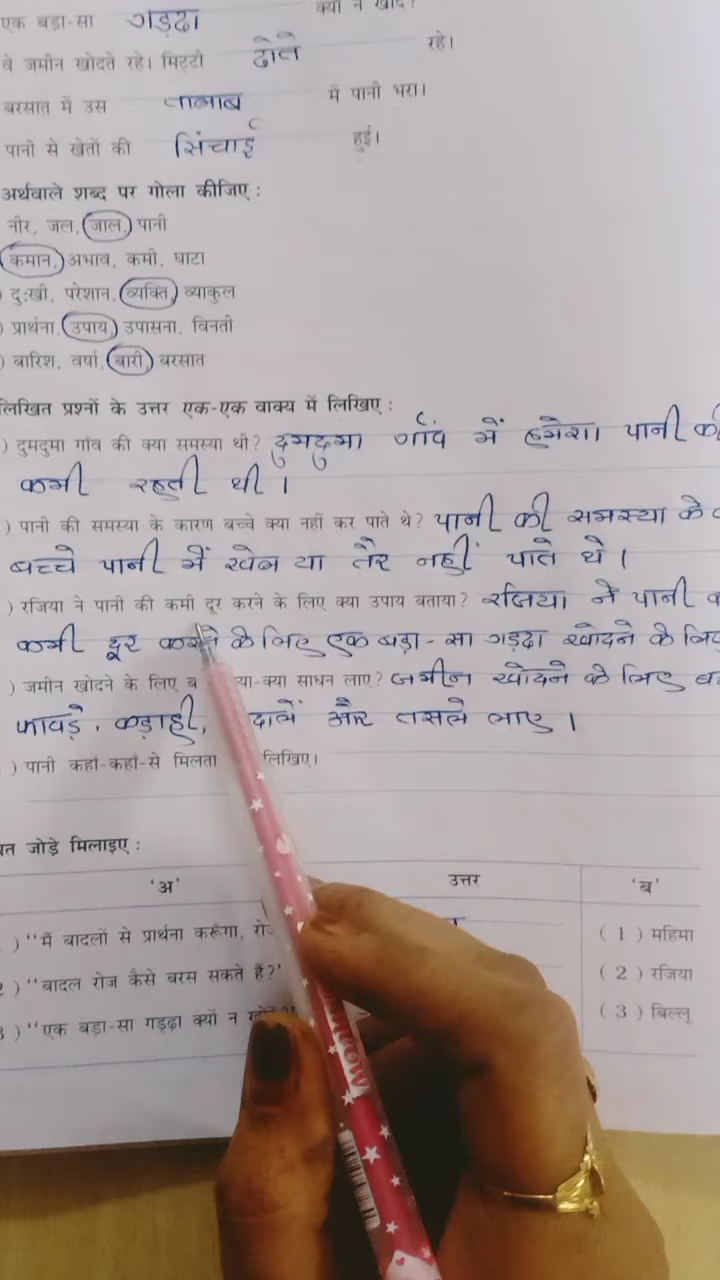 क्यों न खोदें?
एक बड़ा-सा गड्ढा
वे जमीन खोदते रहे। मिट्टी ढोते रहे।
बरसात में उस तालाब में पानी भरा।
पानी से खेतों की सिंचाई हुई।
अर्थवाले शब्द पर गोला कीजिए :
नीर, जल, जाल, पानी
कमान, अभाव, कमी, घाटा
) दुःखी, परेशान, व्यक्ति, व्याकुल
) प्रार्थना, उपाय, उपासना, विनती
) बारिश, वर्षा, बारी, बरसात
लिखित प्रश्नों के उत्तर एक-एक वाक्य में लिखिए :
) दुमदुमा गाँव की क्या समस्या थी? दुमदुमा गाँव में हमेशा पानी की
कमी रहती थी।
) पानी की समस्या के कारण बच्चे क्या नहीं कर पाते थे? पानी की समस्या के
बच्चे पानी में खेल या तैर नहीं पाते थे।
) रजिया ने पानी की कमी दूर करने के लिए क्या उपाय बताया? रजिया ने पानी
कमी दूर करने के लिए एक बड़ा-सा गड्ढा खोदने के लिए
) जमीन खोदने के लिए क्या-क्या साधन लाए? जमीन खोदने के लिए
फावड़े, कड़ाही, और तसले लाए।
) पानी कहाँ-कहाँ-से मिलता लिखिए।
जोड़े मिलाइए :
'अ' उत्तर 'ब'
) "मैं बादलों से प्रार्थना करूंगा, ( 1 ) महिमा
) "बादल रोज कैसे बरस सकते हैं?" ( 2 ) रजिया
) "एक बड़ा-सा गड्ढा क्यों न ( 3 ) बिल्लू